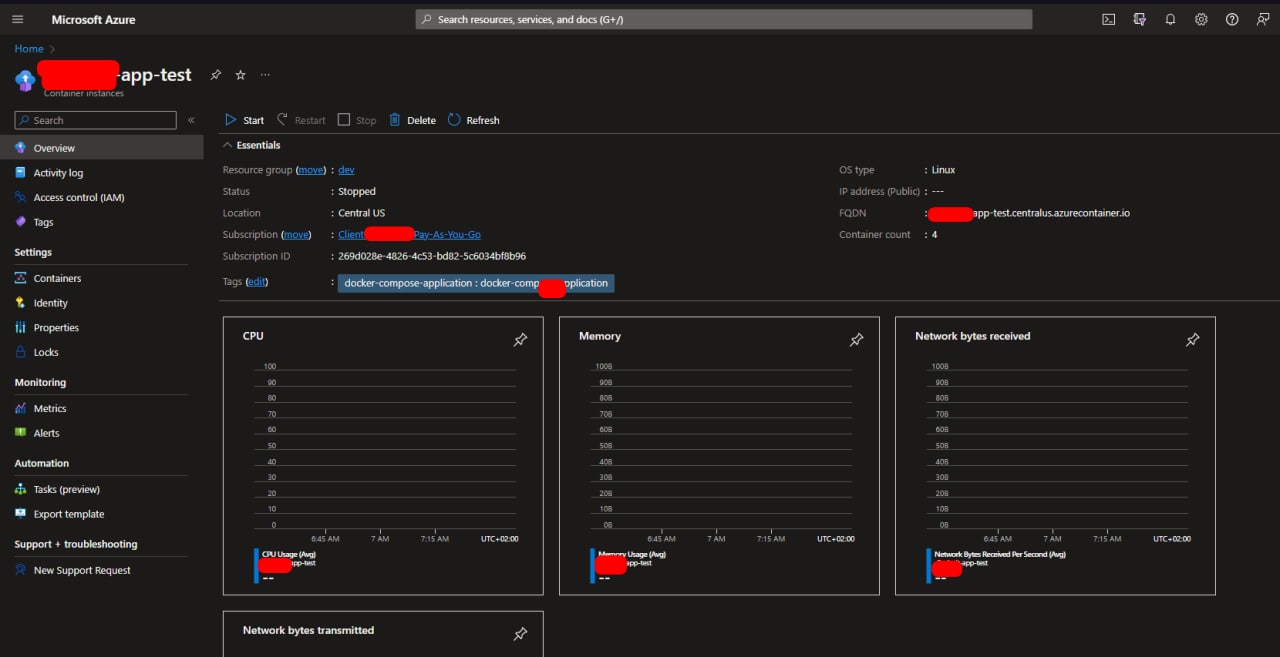 Microsoft Azure
Search resources, services, and docs (G+/)
Home
-app-test
Container instances
Search
Overview
Activity log
Access control (IAM)
Tags
Settings
Containers
Identity
Properties
Locks
Monitoring
Metrics
Alerts
Automation
Tasks (preview)
Export template
Support + troubleshooting
New Support Request
Start Restart Stop Delete Refresh
Essentials
Resource group (move) : dev
Status : Stopped
Location : Central US
Subscription (move) : Client Pay-As-You-Go
Subscription ID : 269d028e-4826-4c53-bd82-5c6034bf8b96
Tags (edit) : docker-compose-application : docker-comp plication
OS type : Linux
IP address (Public) : ---
FQDN : app-test.centralus.azurecontainer.io
Container count : 4
CPU
100
90
80
70
60
50
40
30
20
10
0
6:45 AM 7 AM 7:15 AM UTC+02:00
CPU Usage (Avg)
app-test
--
Memory
100B
90B
80B
70B
60B
50B
40B
30B
20B
10B
0B
6:45 AM 7 AM 7:15 AM UTC+02:00
Memory Usage (Avg)
app-test
--
Network bytes received
100B
90B
80B
70B
60B
50B
40B
30B
20B
10B
0B
6:45 AM 7 AM 7:15 AM UTC+02:00
Network Bytes Received Per Second (Avg)
-app-test
--
Network bytes transmitted